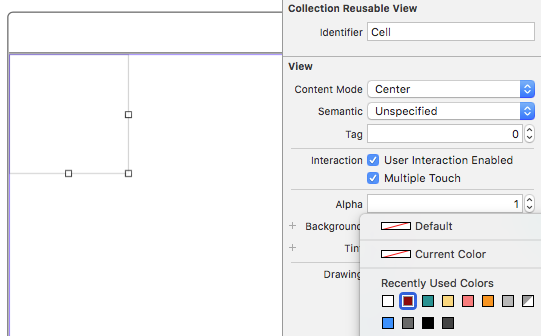 Collection Reusable View
Identifier Cell
View
Content Mode Center
Semantic Unspecified
Tag 0
Interaction User Interaction Enabled
Multiple Touch
Alpha 1
Background
Default
Tint
Current Color
Drawing
Recently Used Colors